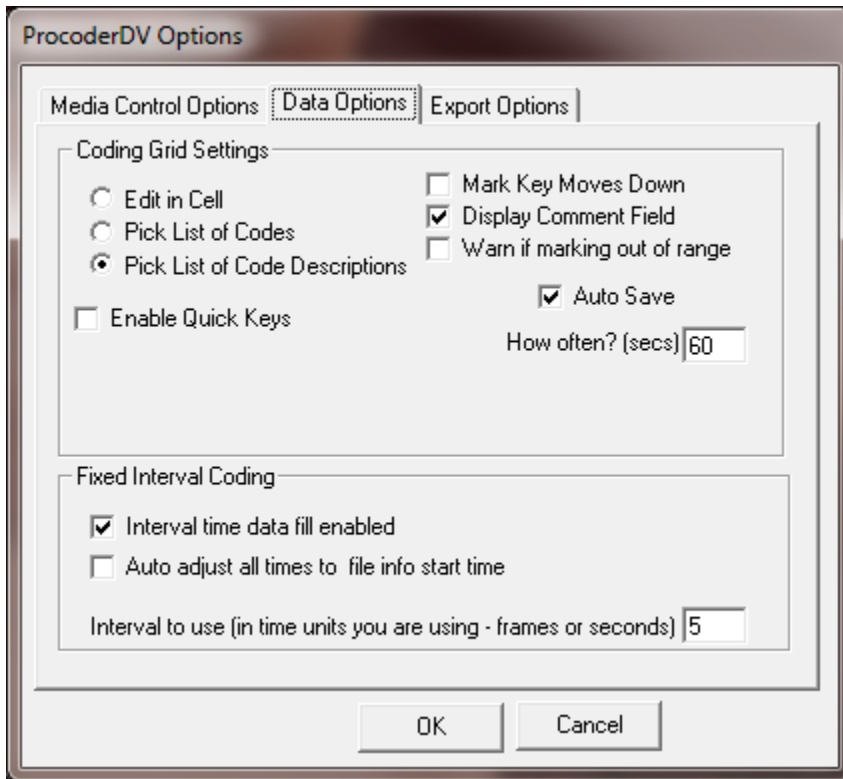 ProcoderDV Options
Media Control Options
Data Options
Export Options
Coding Grid Settings
Edit in Cell
Pick List of Codes
Pick List of Code Descriptions
Enable Quick Keys
Mark Key Moves Down
Display Comment Field
Warn if marking out of range
Auto Save
How often? (secs) 60
Fixed Interval Coding
Interval time data fill enabled
Auto adjust all times to file info start time
Interval to use (in time units you are using - frames or seconds) 5
OK
Cancel